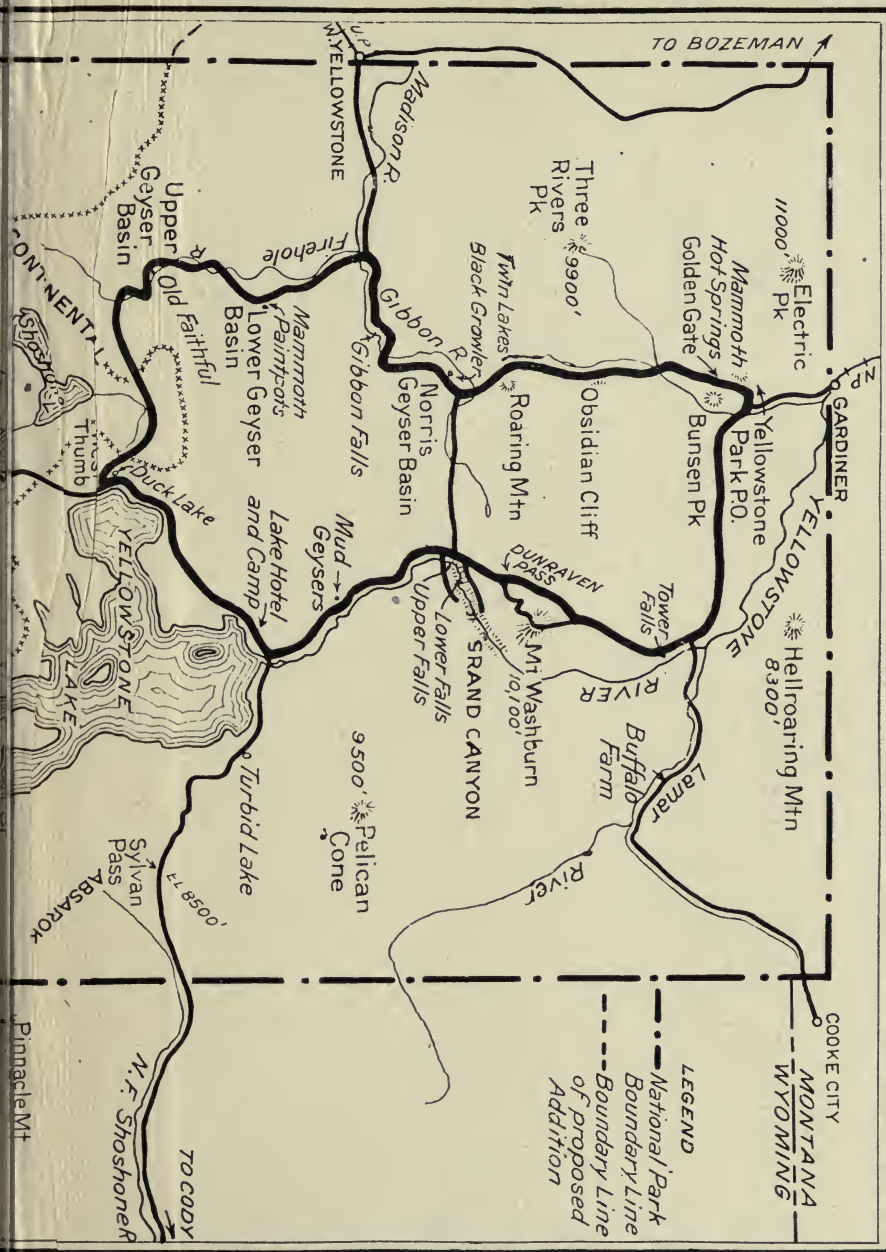 TO BOZEMAN
U.P.
W. YELLOWSTONE
Madison R.
11000'
Electric
Pk
N.P.
GARDINER
Mammoth
Hot Springs
Golden Gate
Yellowstone
Park P.O.
Bunsen Pk
YELLOWSTONE
RIVER
Hellroaring Mtn
8300'
COOKE CITY
MONTANA
WYOMING
Three
Rivers
Pk
9900'
Twin Lakes
Black Growler
Obsidian Cliff
Roaring Mtn
Tower
Falls
DUNRAVEN
PASS
Mt Washburn
10,100'
Buffalo
Farm
Lamar
River
Gibbon R
Norris
Geyser Basin
Gibbon Falls
SRAND CANYON
Lower Falls
Upper Falls
Firehole
R
Mammoth
Paintpots
Lower Geyser
Basin
Mud
Geysers
Upper
Geyser
Basin
Old Faithful
Lake Hotel
and Camp
9500'
Pelican
Cone
LEGEND
National Park
Boundary Line
Boundary Line
of proposed
Addition
CONTINENTAL
Thumb
Duck Lake
YELLOWSTONE
LAKE
Turbid Lake
Sylvan
Pass
EL 8500'
ABSAROK
N.F. Shoshone R
TO CODY
Pinnacle Mt